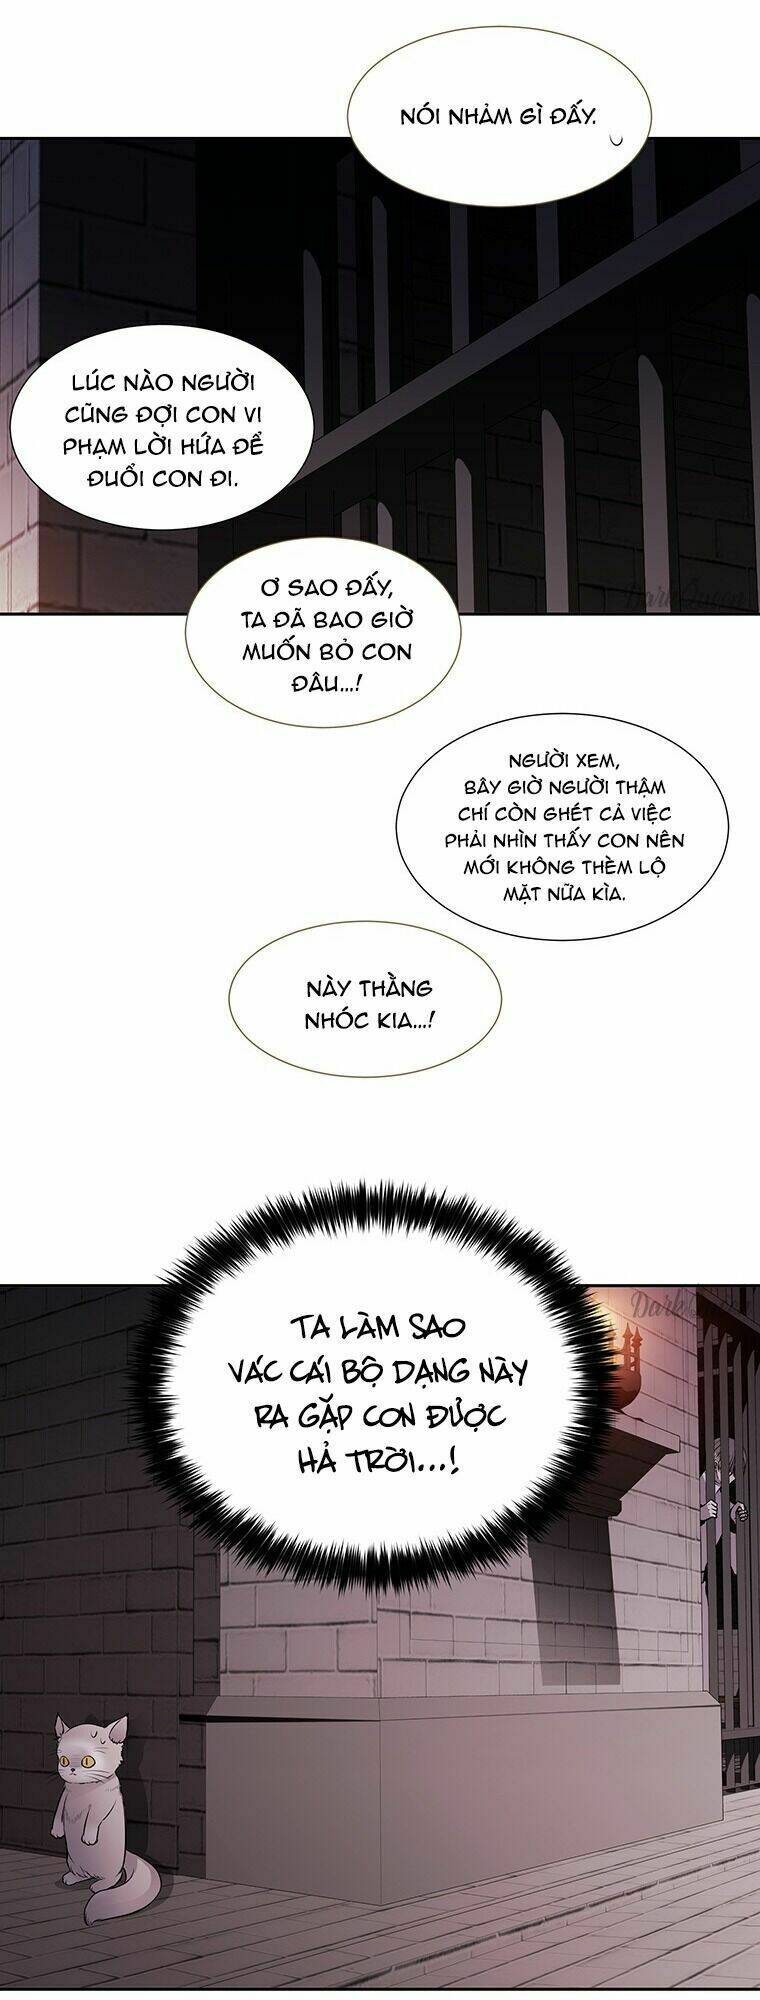 NÓI NHẢM GÌ ĐẤY.
LÚC NÀO NGƯỜI
CŨNG ĐỢI CON VI
PHẠM LỜI HỨA ĐỂ
ĐUỔI CON ĐI.
Ơ SAO ĐẤY,
TA ĐÃ BAO GIỜ
MUỐN BỎ CON
ĐÂU...!
DarkQueen
NGƯỜI XEM,
BÂY GIỜ NGƯỜI THẬM
CHÍ CÒN GHÉT CẢ VIỆC
PHẢI NHÌN THẤY CON NÊN
MỚI KHÔNG THÈM LỘ
MẶT NỮA KÌA.
NÀY THẰNG
NHÓC KIA...!
DarkQueen
TA LÀM SAO
VÁC CÁI BỘ DẠNG NÀY
RA GẶP CON ĐƯỢC
HẢ TRỜI...!